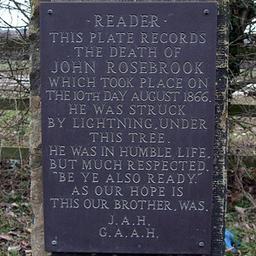 - READER -
THIS PLATE RECORDS
THE DEATH OF
JOHN ROSEBROOK
WHICH TOOK PLACE ON
THE 10TH DAY AUGUST 1866.
HE WAS STRUCK
BY LIGHTNING, UNDER
THIS TREE.
HE WAS IN HUMBLE LIFE,
BUT MUCH RESPECTED.
"BE YE ALSO READY."
AS OUR HOPE IS
THIS OUR BROTHER, WAS.
J.A.H.
G.A.A.H.